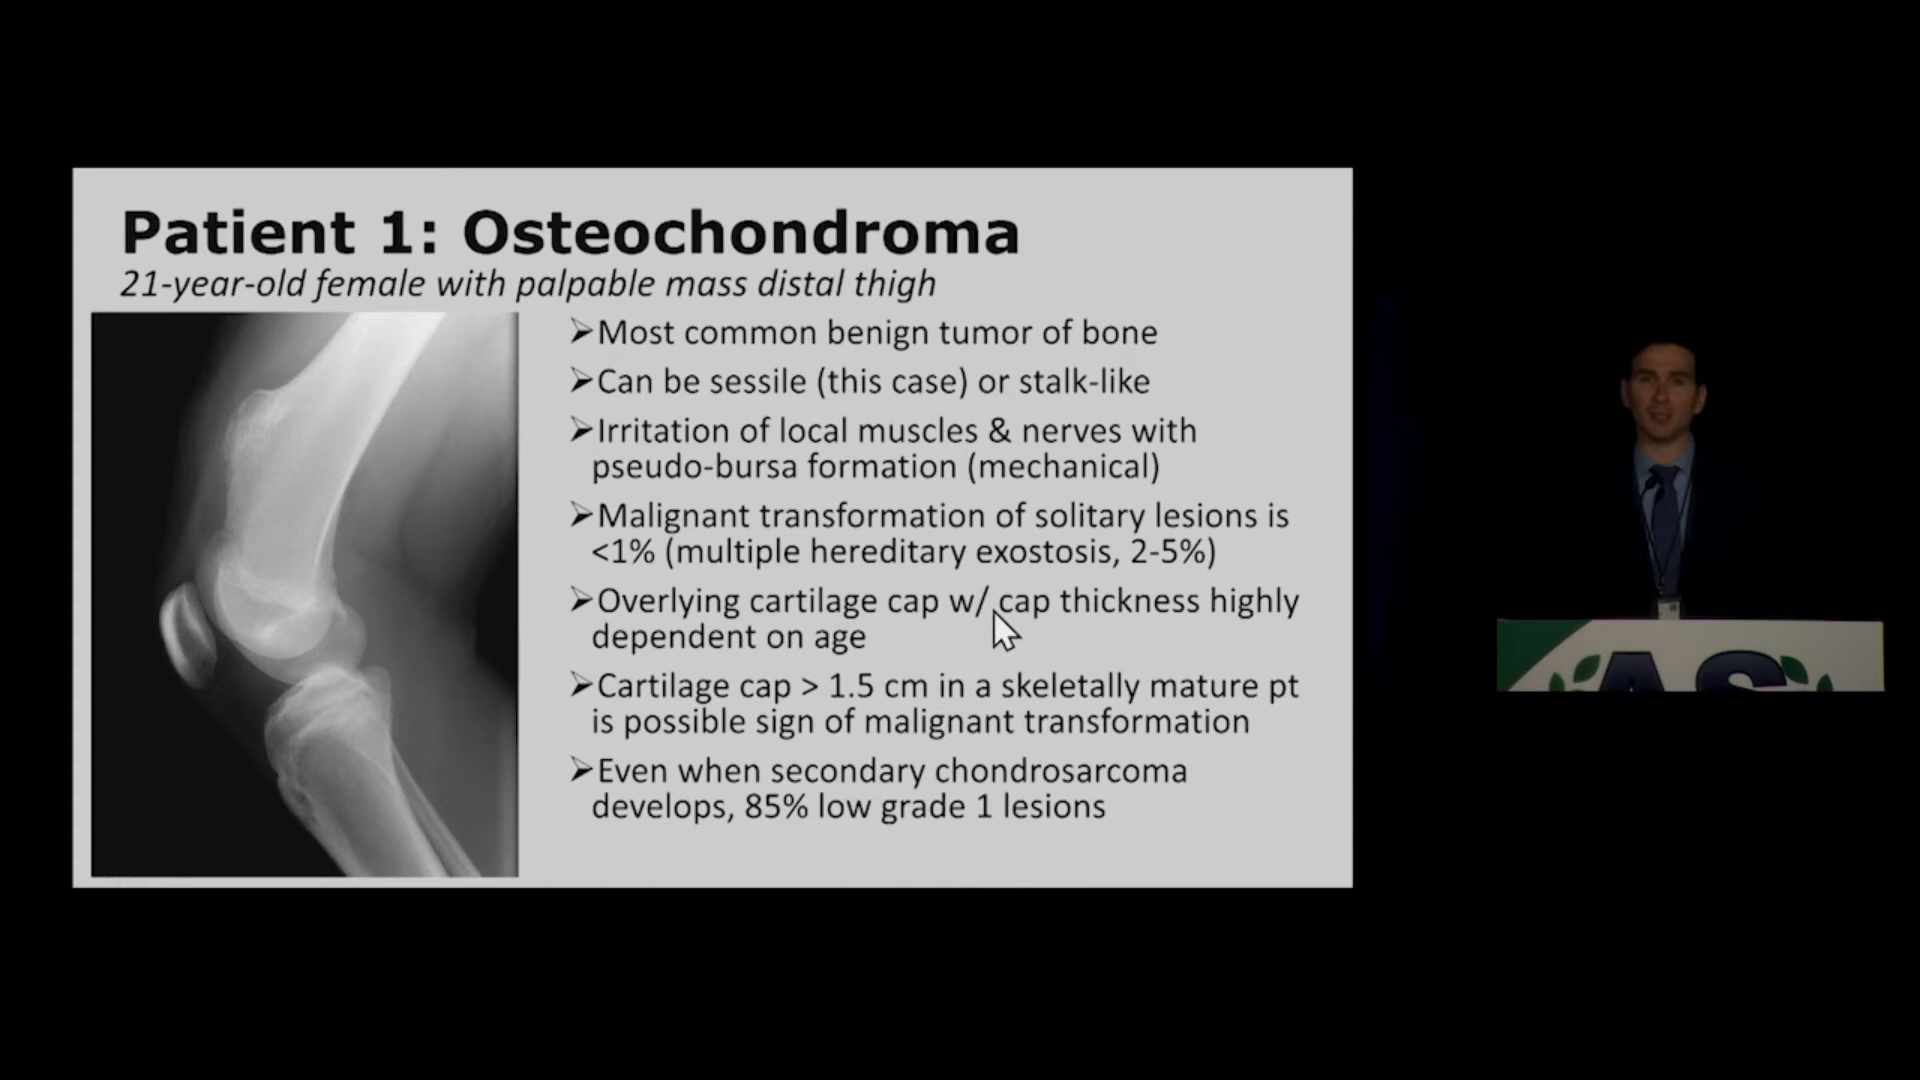 Patient 1: Osteochondroma
21-year-old female with palpable mass distal thigh
➢Most common benign tumor of bone
➢Can be sessile (this case) or stalk-like
➢Irritation of local muscles & nerves with
pseudo-bursa formation (mechanical)
➢Malignant transformation of solitary lesions is
<1% (multiple hereditary exostosis, 2-5%)
➢Overlying cartilage cap w/ cap thickness highly
dependent on age
➢Cartilage cap > 1.5 cm in a skeletally mature pt
is possible sign of malignant transformation
➢Even when secondary chondrosarcoma
develops, 85% low grade 1 lesions